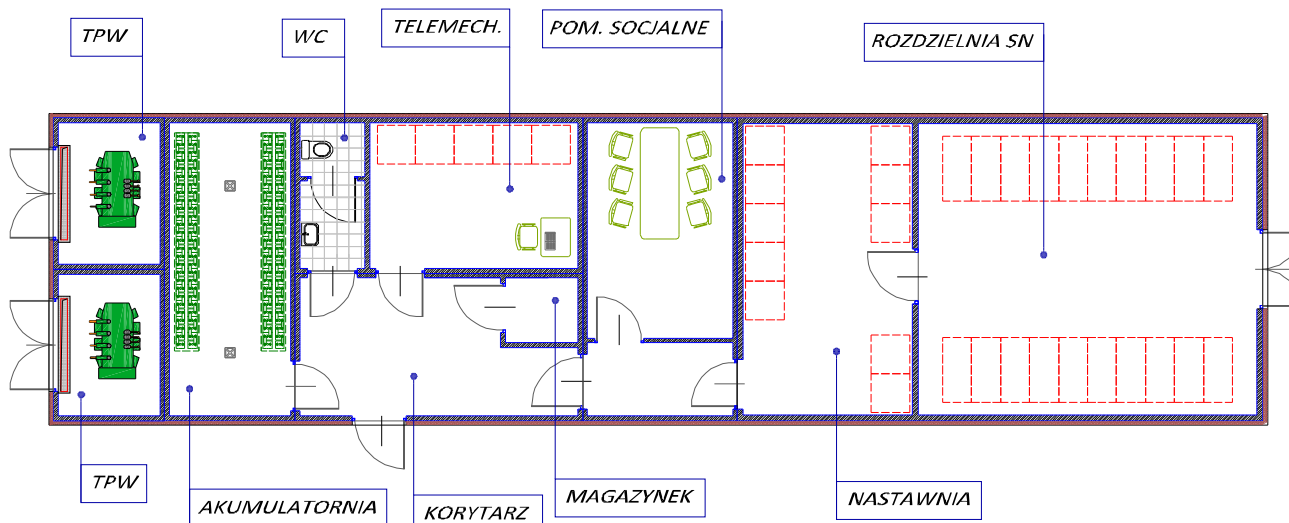 TPW
WC
TELEMECH.
POM. SOCJALNE
ROZDZIELNIA SN
TPW
AKUMULATORNIA
KORYTARZ
MAGAZYNEK
NASTAWNIA